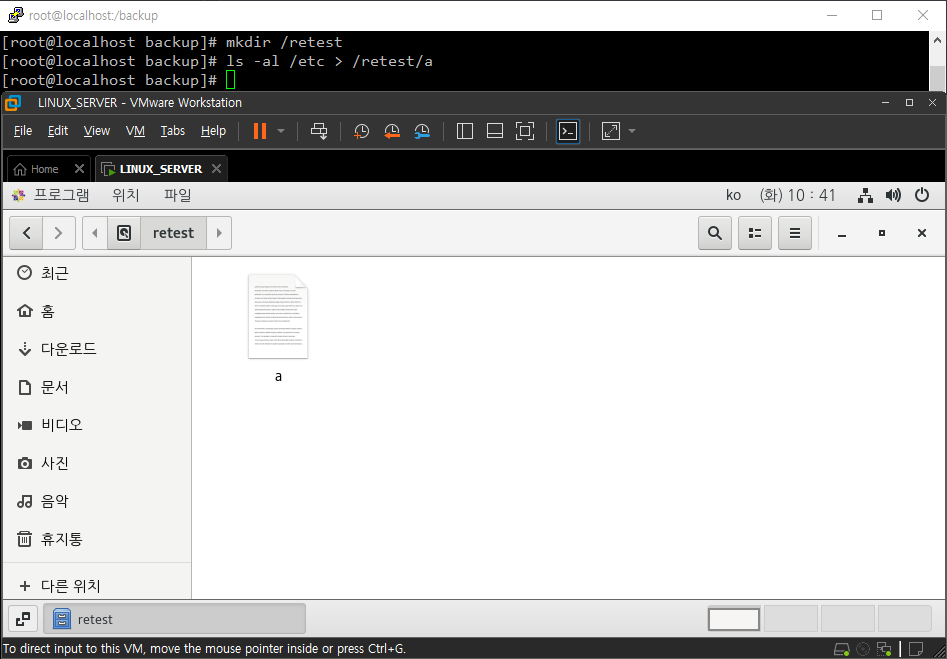 root@localhost:/backup
[root@localhost backup]# mkdir /retest
[root@localhost backup]# ls -al /etc > /retest/a
[root@localhost backup]#
LINUX_SERVER - VMware Workstation
File Edit View VM Tabs Help
Home LINUX_SERVER
프로그램 위치 파일 ko (화) 10 : 41
retest
최근
홈
다운로드
문서
비디오
사진
음악
휴지통
+ 다른 위치
a
retest
To direct input to this VM, move the mouse pointer inside or press Ctrl+G.